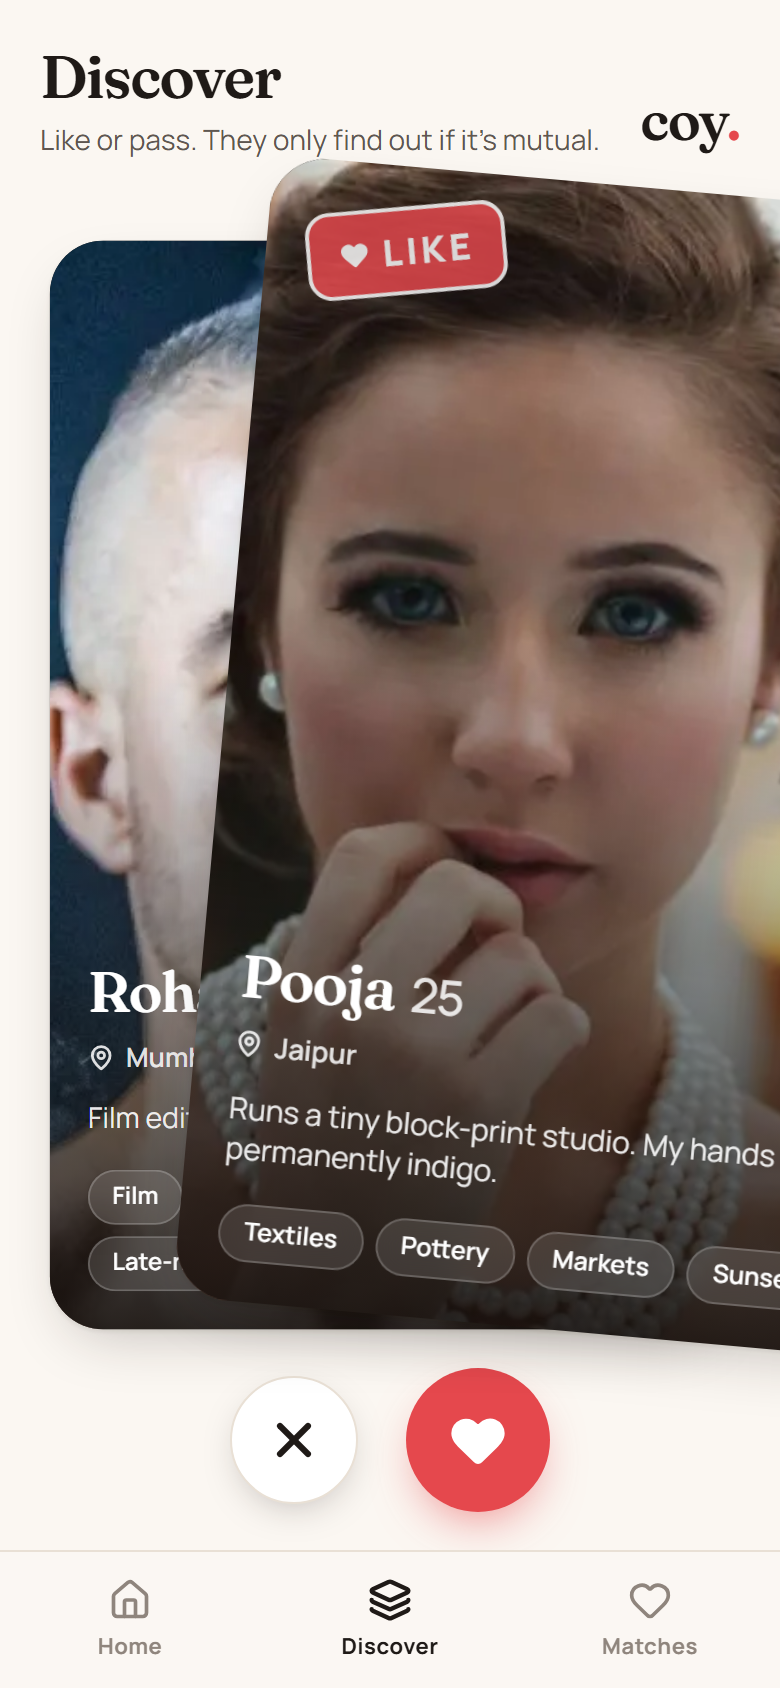 Discover
Like or pass. They only find out if it's mutual.
coy.
LIKE
Pooja 25
Jaipur
Runs a tiny block-print studio. My hands
permanently indigo.
Textiles
Pottery
Markets
Film
Home
Discover
Matches